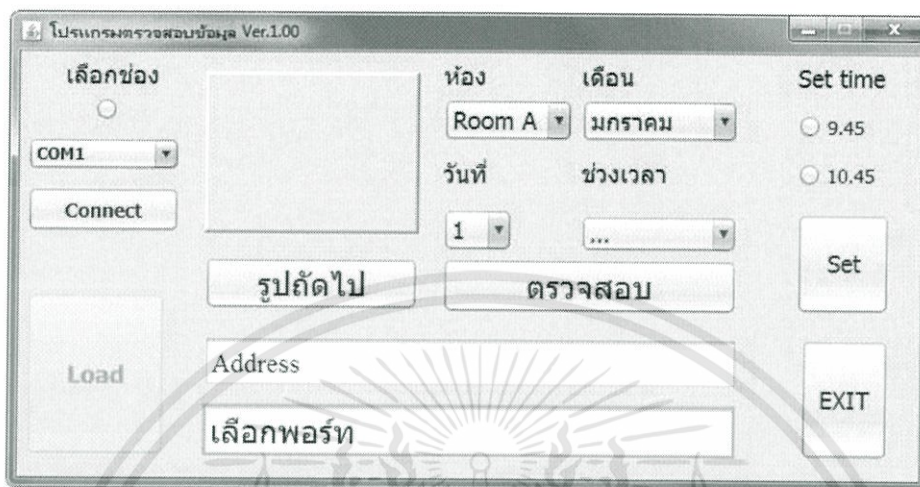 โปรแกรมตรวจสอบข้อมูล Ver.1.00
เลือกช่อง
COM1
Connect
Load
รูปถัดไป
ห้อง
เดือน
Room A
มกราคม
วันที่
ช่วงเวลา
1
...
ตรวจสอบ
Address
เลือกพอร์ท
Set time
9.45
10.45
Set
EXIT